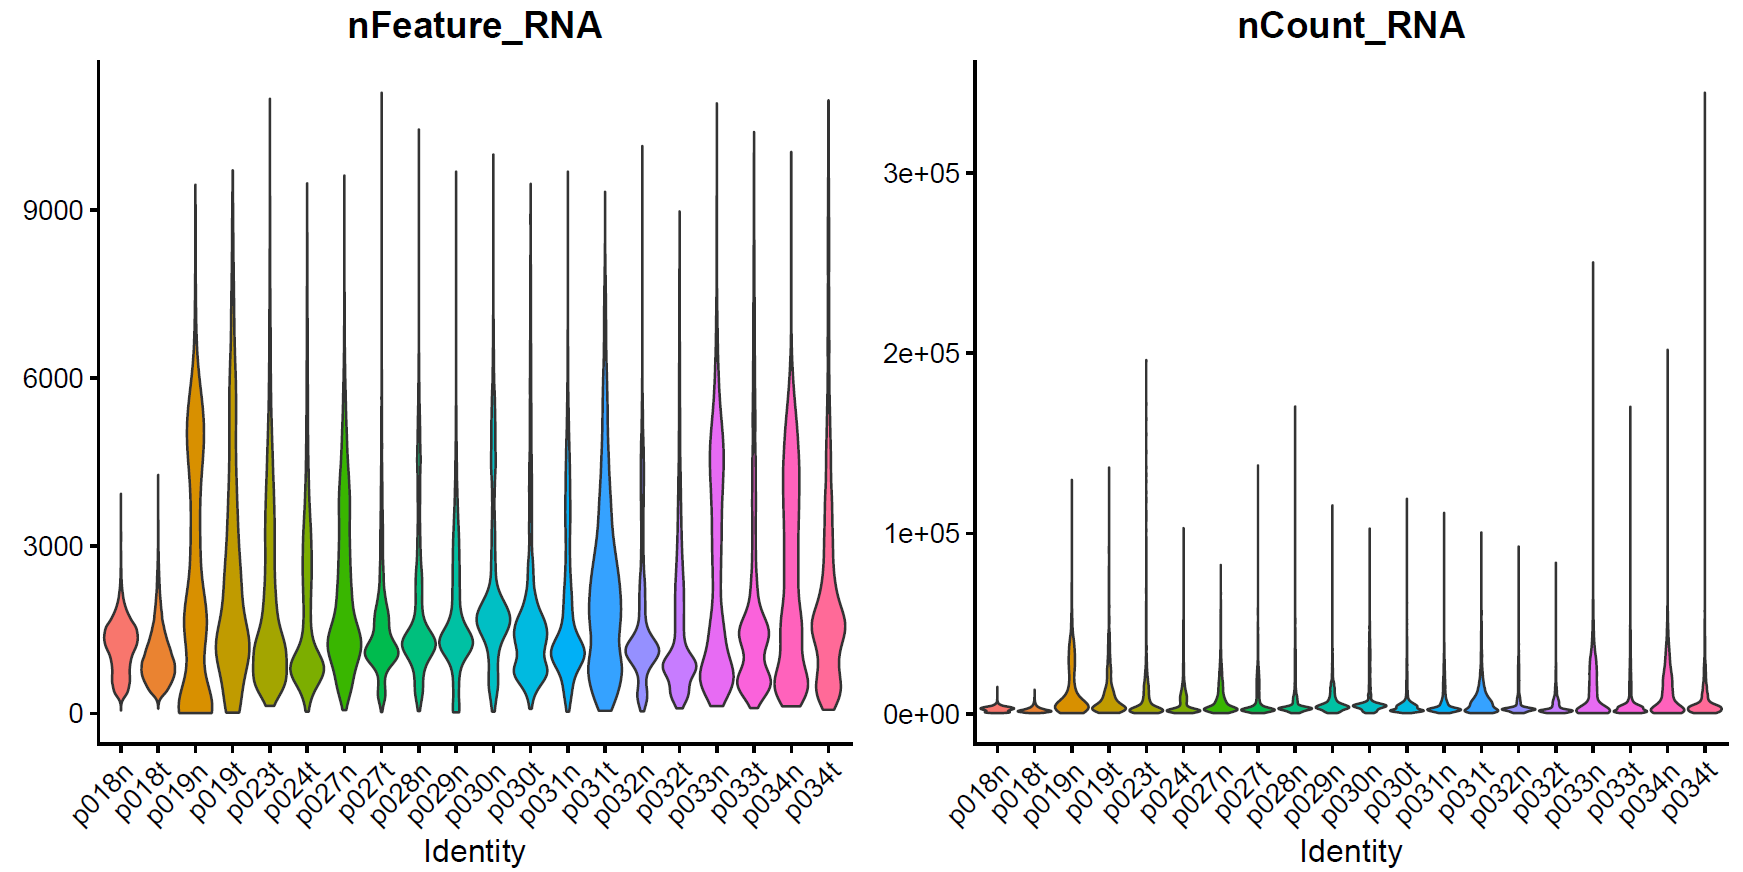 nFeature_RNA
9000
6000
3000
0
p018n
p018t
p019n
p019t
p023t
p024t
p027n
p027t
p028n
p029n
p030n
p030t
p031n
p031t
p032n
p032t
p033n
p033t
p034n
p034t
Identity
nCount_RNA
3e+05
2e+05
1e+05
0e+00
p018n
p018t
p019n
p019t
p023t
p024t
p027n
p027t
p028n
p029n
p030n
p030t
p031n
p031t
p032n
p032t
p033n
p033t
p034n
p034t
Identity